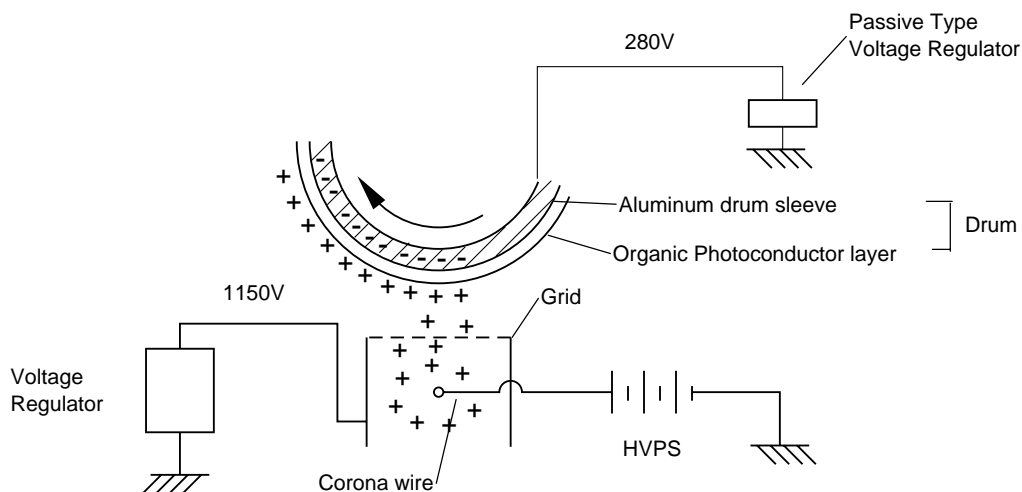 Passive Type
Voltage Regulator
280V
Aluminum drum sleeve
Drum
Organic Photoconductor layer
1150V
Grid
Voltage
Regulator
HVPS
Corona wire